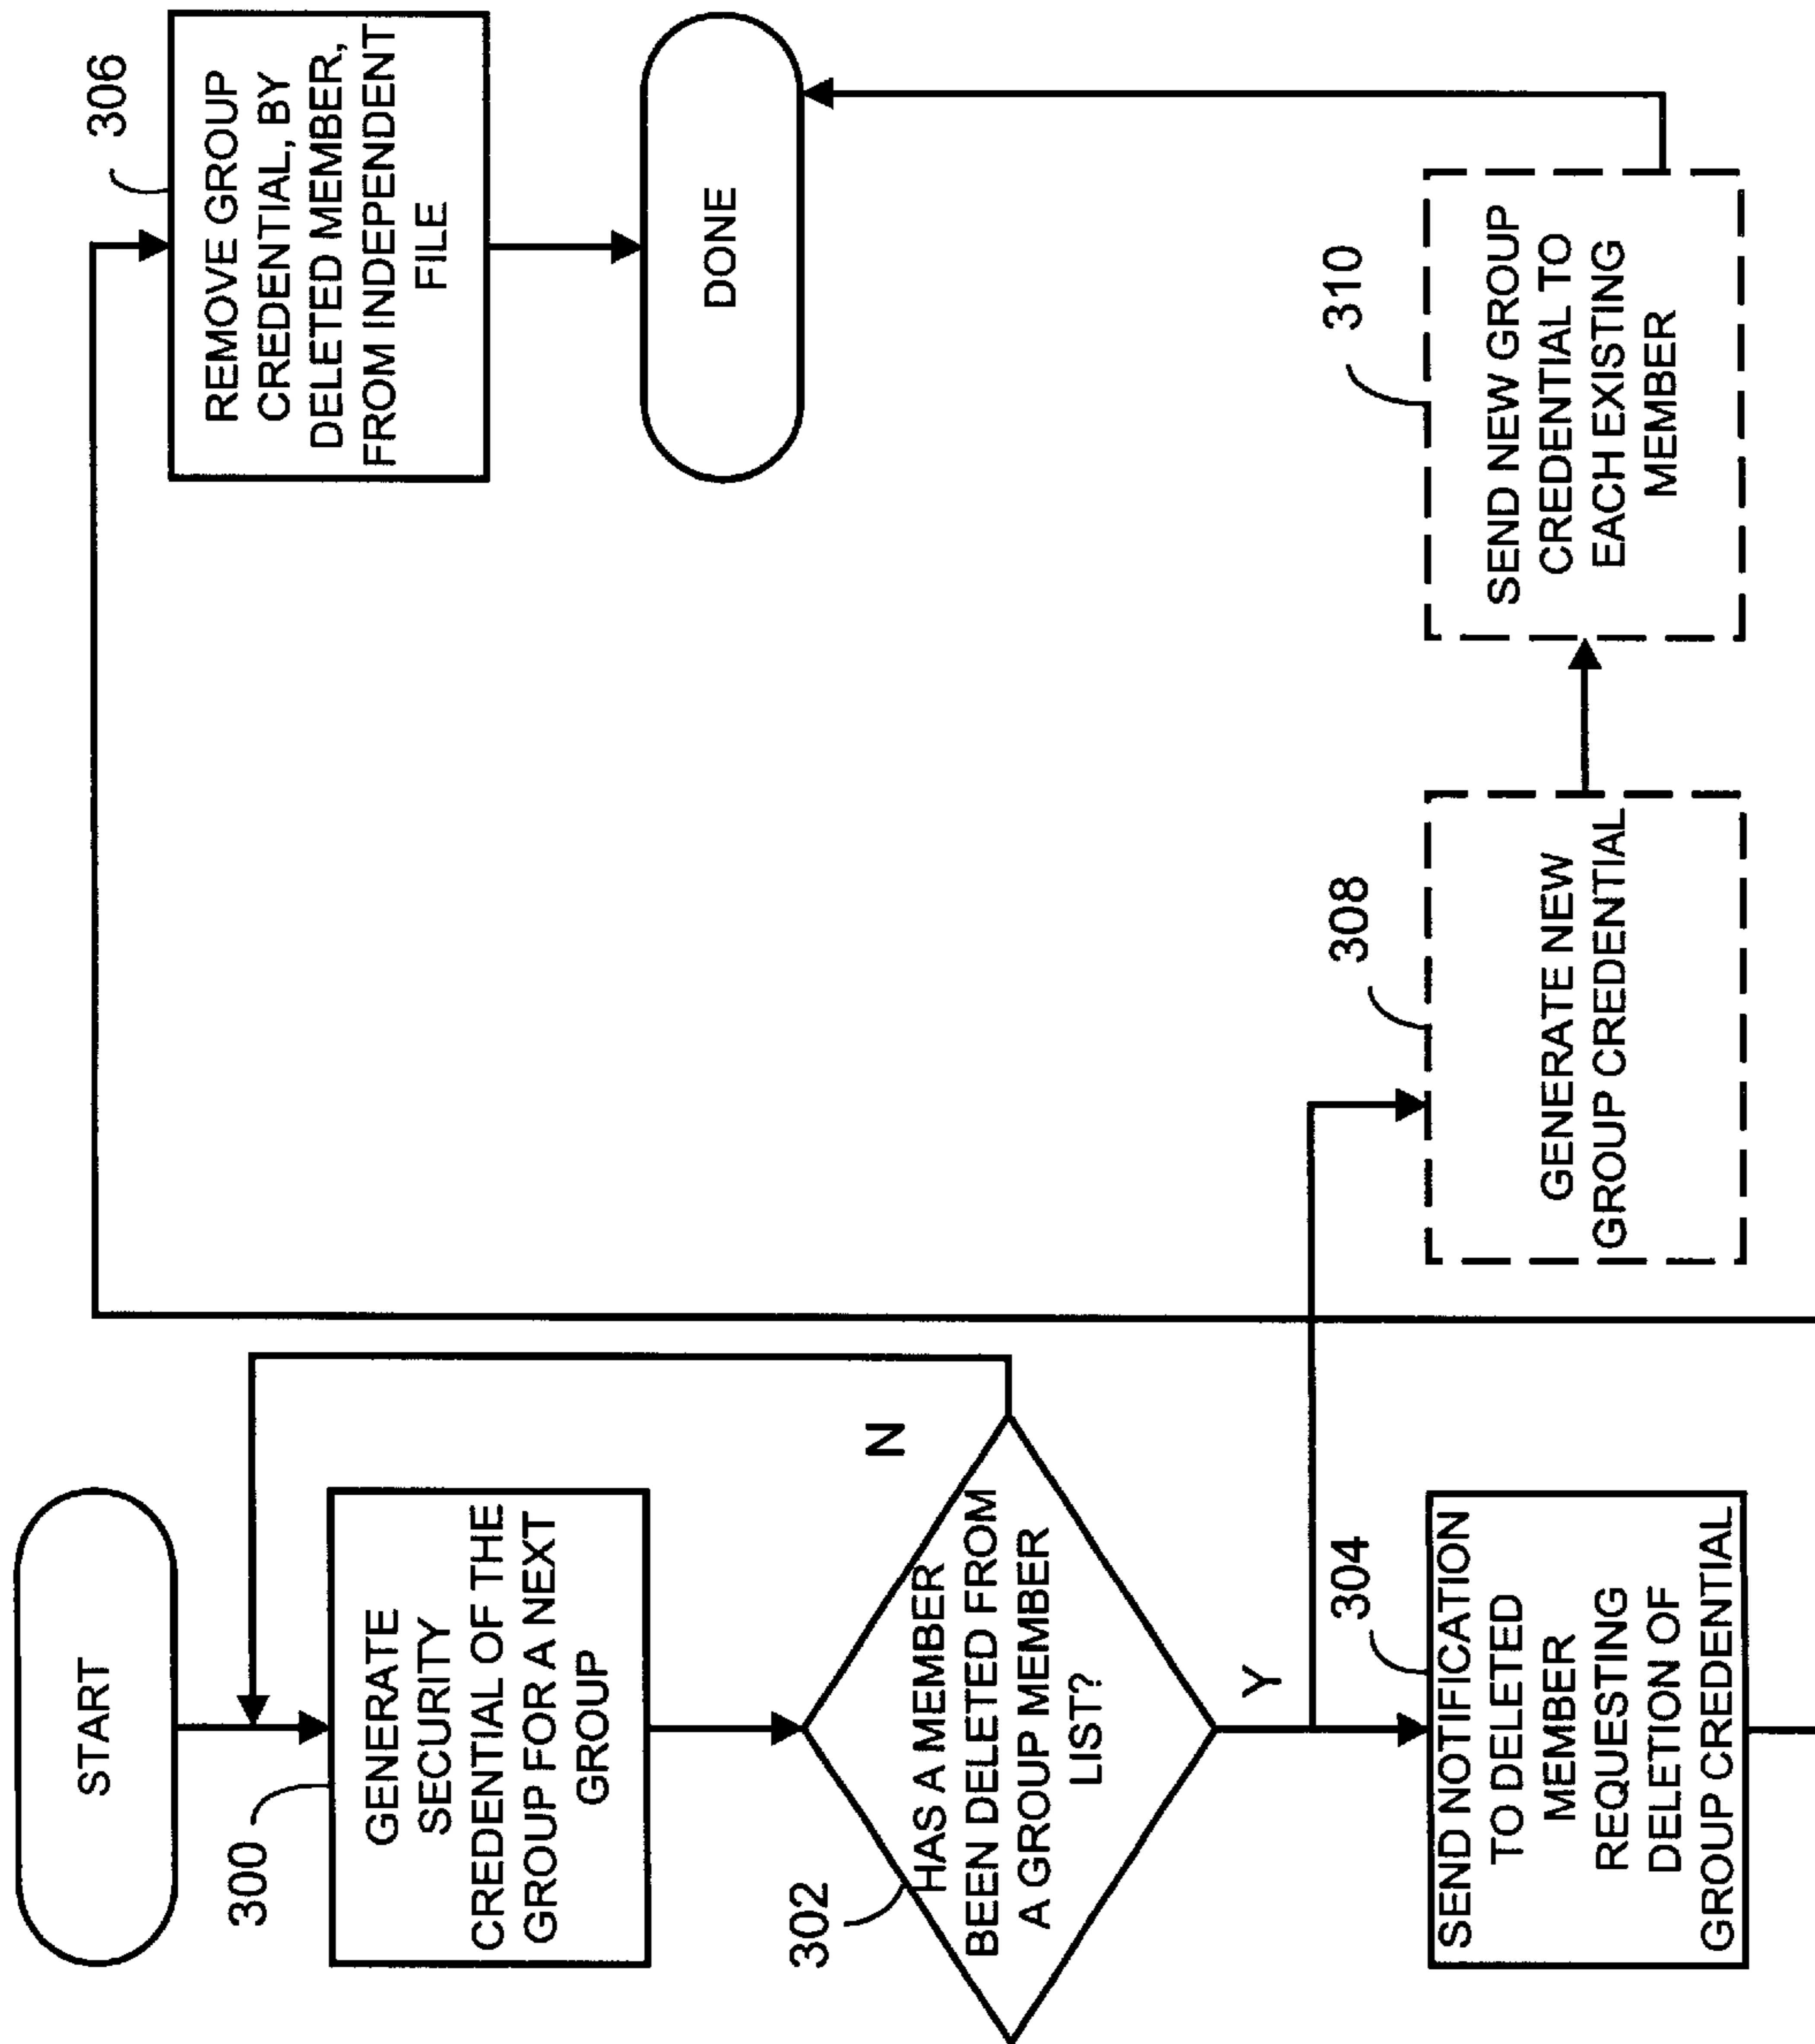 START
300
GENERATE
SECURITY
CREDENTIAL OF THE
GROUP FOR A NEXT
GROUP
302
HAS A MEMBER
BEEN DELETED FROM
A GROUP MEMBER
LIST?
N
Y
304
SEND NOTIFICATION
TO DELETED
MEMBER
REQUESTING
DELETION OF
GROUP CREDENTIAL
306
REMOVE GROUP
CREDENTIAL, BY
DELETED MEMBER,
FROM INDEPENDENT
FILE
DONE
308
GENERATE NEW
GROUP CREDENTIAL
310
SEND NEW GROUP
CREDENTIAL TO
EACH EXISTING
MEMBER